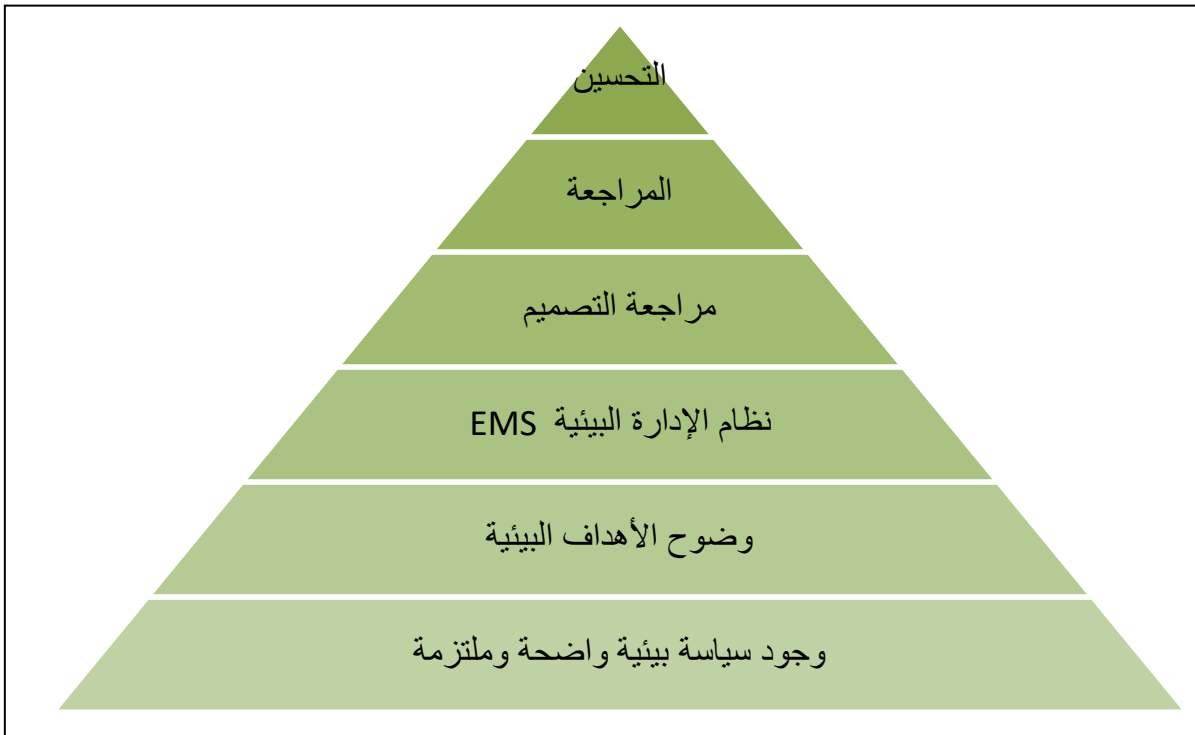 التحسين
المراجعة
مراجعة التصميم
نظام الإدارة البيئية EMS
وضوح الأهداف البيئية
وجود سياسة بيئية واضحة وملتزمة